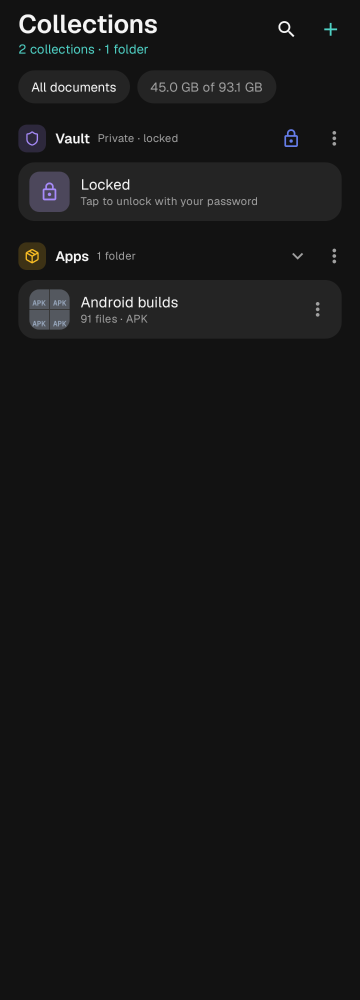 Collections
2 collections · 1 folder
All documents
45.0 GB of 93.1 GB
Vault Private · locked
Locked
Tap to unlock with your password
Apps 1 folder
APK APK
APK APK
Android builds
91 files · APK